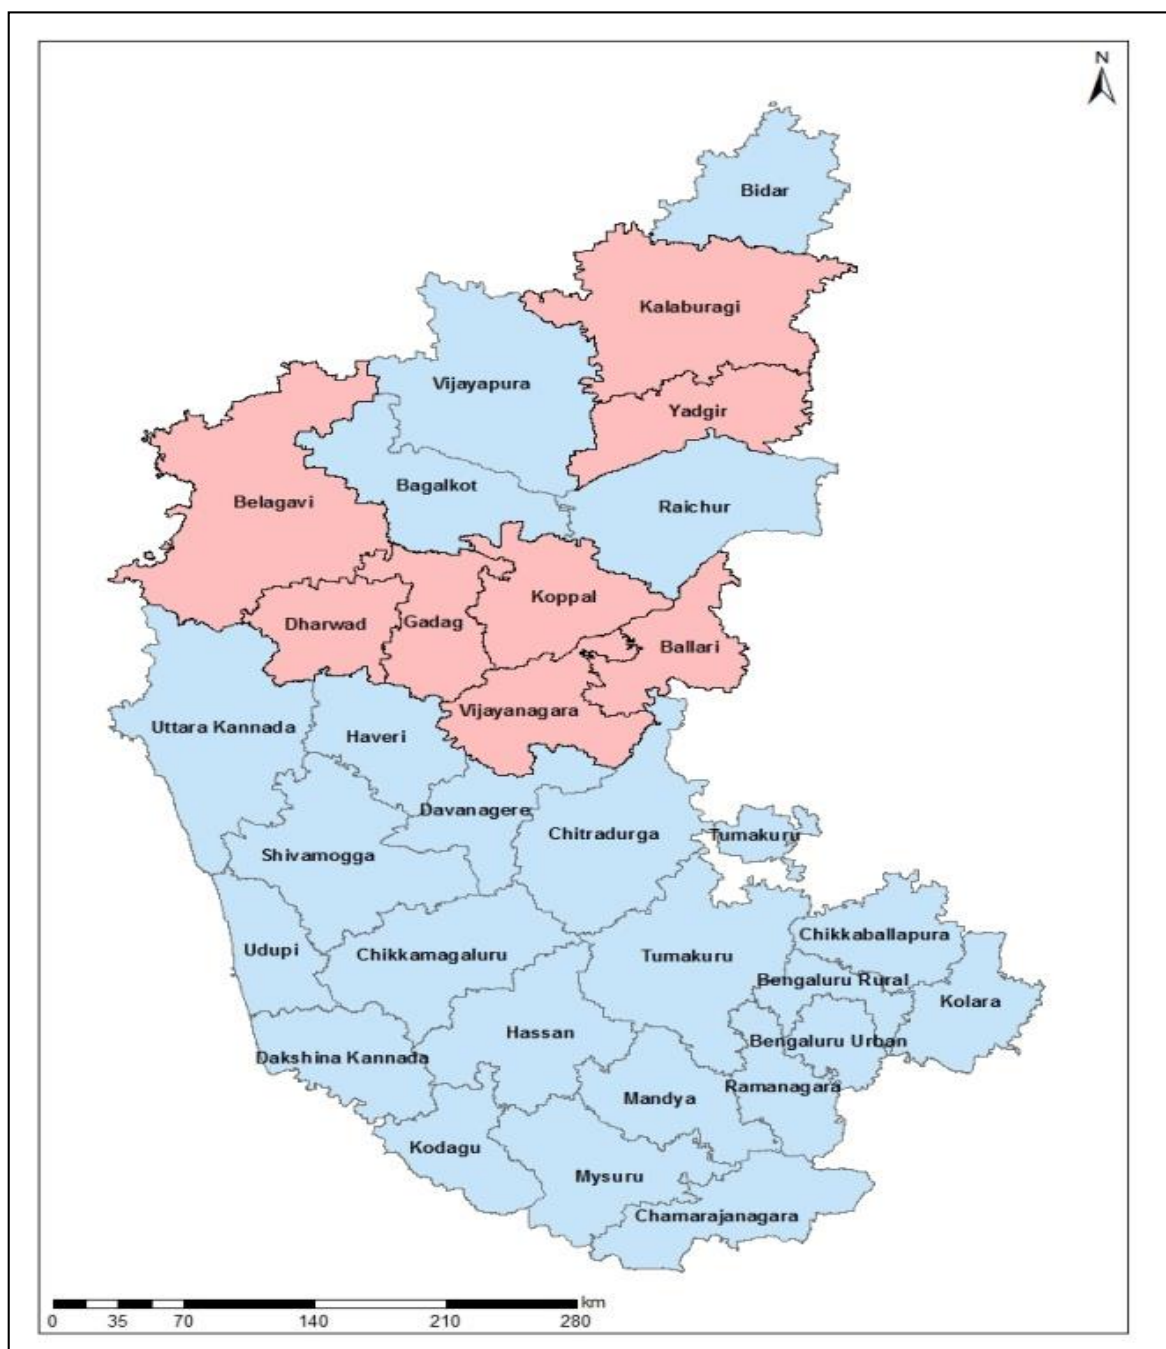 N
Bidar
Kalaburagi
Vijayapura
Yadgir
Bagalkot
Belagavi
Raichur
Koppal
Dharwad
Gadag
Ballari
Vijayanagara
Uttara Kannada
Haveri
Davanagere
Chitradurga
Tumakuru
Shivamogga
Chikkaballapura
Udupi
Chikkamagaluru
Tumakuru
Bengaluru Rural
Kolara
Hassan
Bengaluru Urban
Dakshina Kannada
Ramanagara
Mandya
Kodagu
Mysuru
Chamarajanagara
km
0 35 70 140 210 280